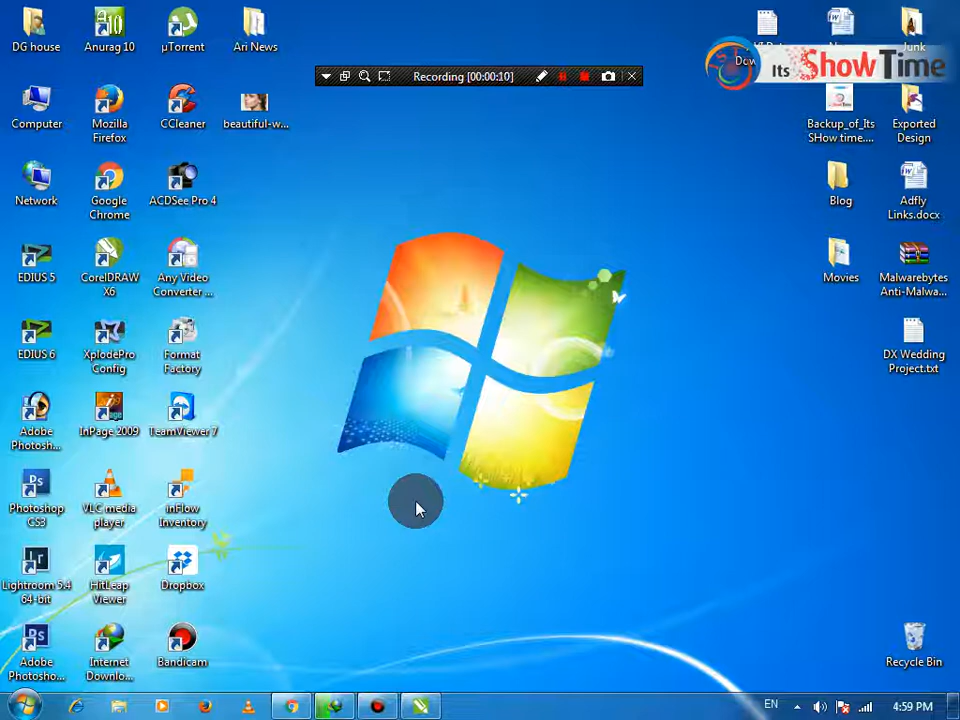 DG house
Anurag 10
µTorrent
Ari News
Junk
Its ShowTime
Recording [00:00:10]
Computer
Mozilla
Firefox
CCleaner
beautiful-w...
Backup_of_Its
SHow time....
Exported
Design
Network
Google
Chrome
ACDSee Pro 4
Blog
Adfly
Links.docx
EDIUS 5
CorelDRAW
X6
Any Video
Converter ...
Movies
Malwarebytes
Anti-Malwa...
EDIUS 6
XplodePro
Config
Format
Factory
DX Wedding
Project.txt
Adobe
Photosh...
InPage 2009
TeamViewer 7
Photoshop
CS3
VLC media
player
inFlow
Inventory
Lightroom 5.4
64-bit
HitLeap
Viewer
Dropbox
Adobe
Photosho...
Internet
Downlo...
Bandicam
Recycle Bin
EN
4:59 PM